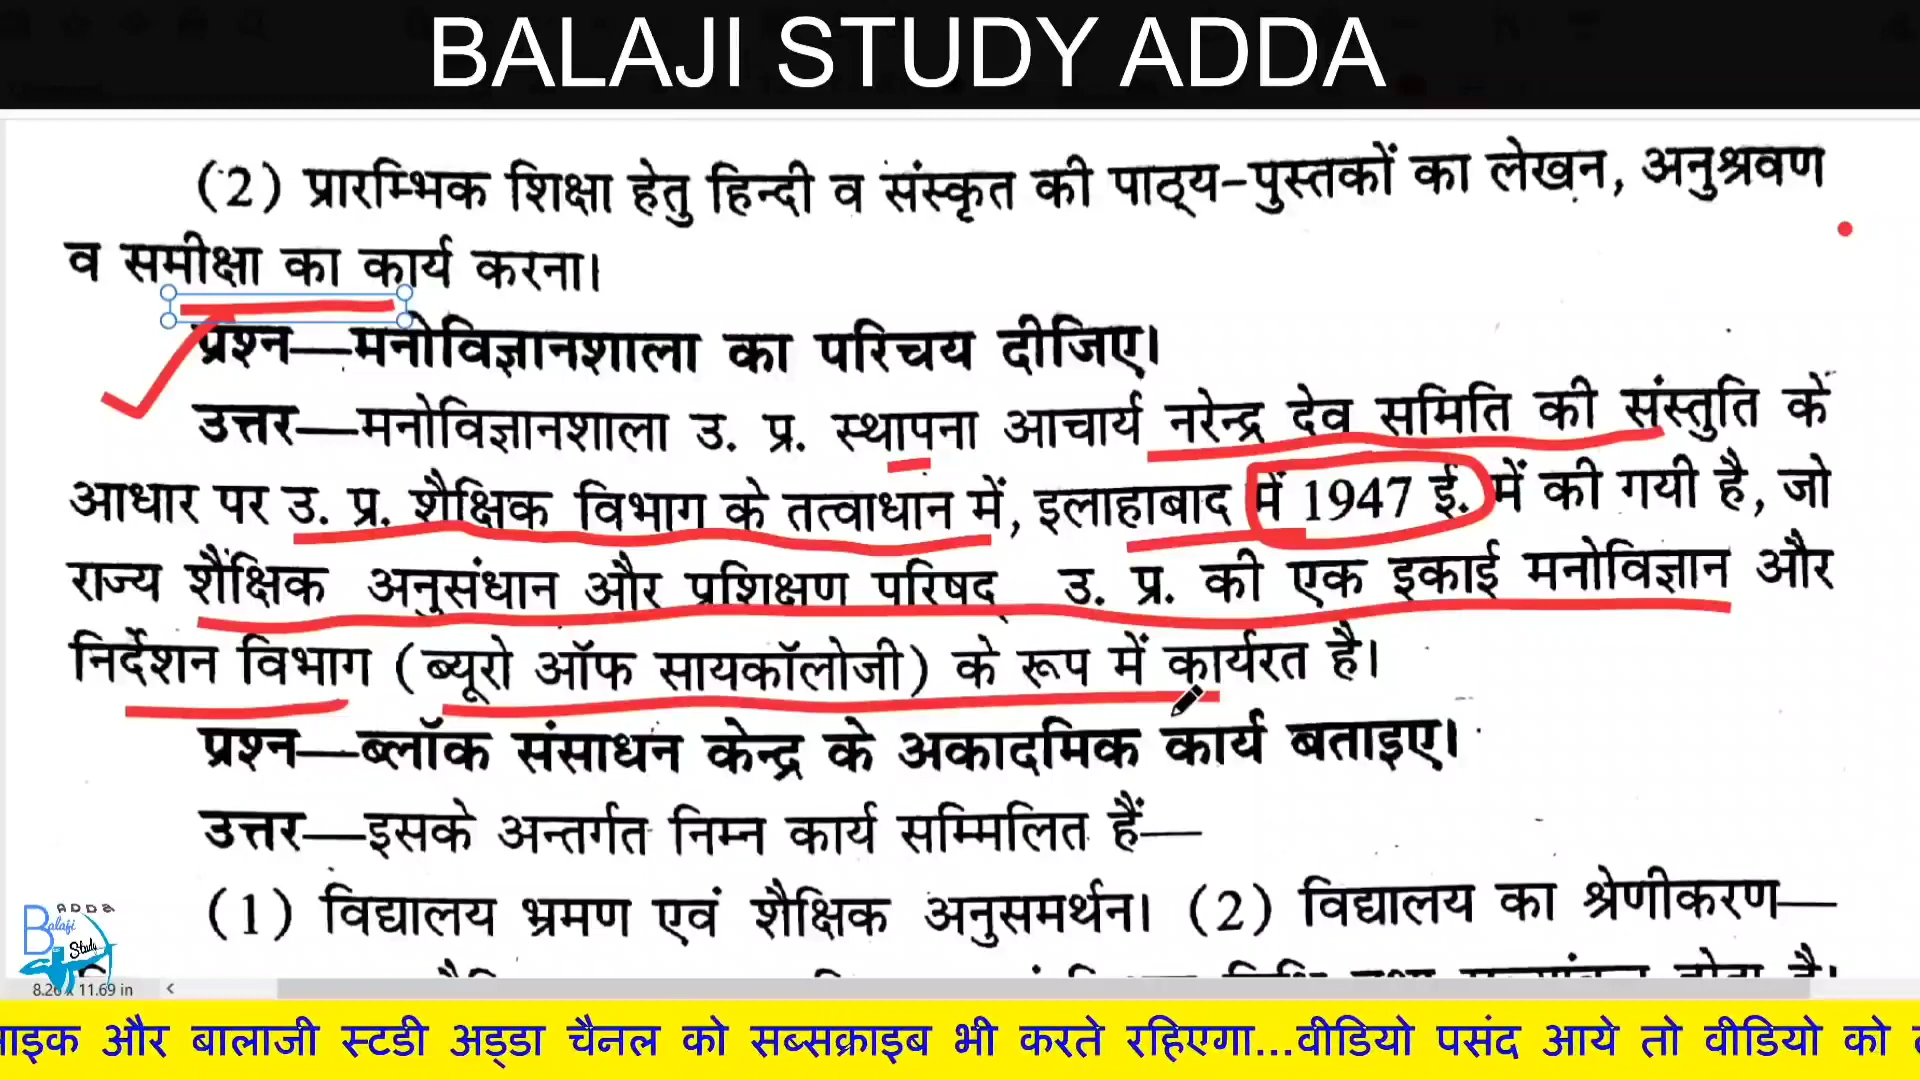 BALAJI STUDY ADDA
(2) प्रारम्भिक शिक्षा हेतु हिन्दी व संस्कृत की पाठ्य-पुस्तकों का लेखन, अनुश्रवण
व समीक्षा का कार्य करना।
प्रश्न—मनोविज्ञानशाला का परिचय दीजिए।
उत्तर—मनोविज्ञानशाला उ. प्र. स्थापना आचार्य नरेन्द्र देव समिति की संस्तुति के
आधार पर उ. प्र. शैक्षिक विभाग के तत्वाधान में, इलाहाबाद में 1947 ई. में की गयी है, जो
राज्य शैक्षिक अनुसंधान और प्रशिक्षण परिषद् उ. प्र. की एक इकाई मनोविज्ञान और
निर्देशन विभाग (ब्यूरो ऑफ सायकॉलोजी) के रूप में कार्यरत है।
प्रश्न—ब्लॉक संसाधन केन्द्र के अकादमिक कार्य बताइए।
उत्तर—इसके अन्तर्गत निम्न कार्य सम्मिलित हैं—
(1) विद्यालय भ्रमण एवं शैक्षिक अनुसमर्थन। (2) विद्यालय का श्रेणीकरण—
ADDA
Balaji
Study
11.69 in
और बालाजी स्टडी अड्डा चैनल को सब्सक्राइब भी करते रहिएगा...वीडियो पसंद आये तो वीडियो को